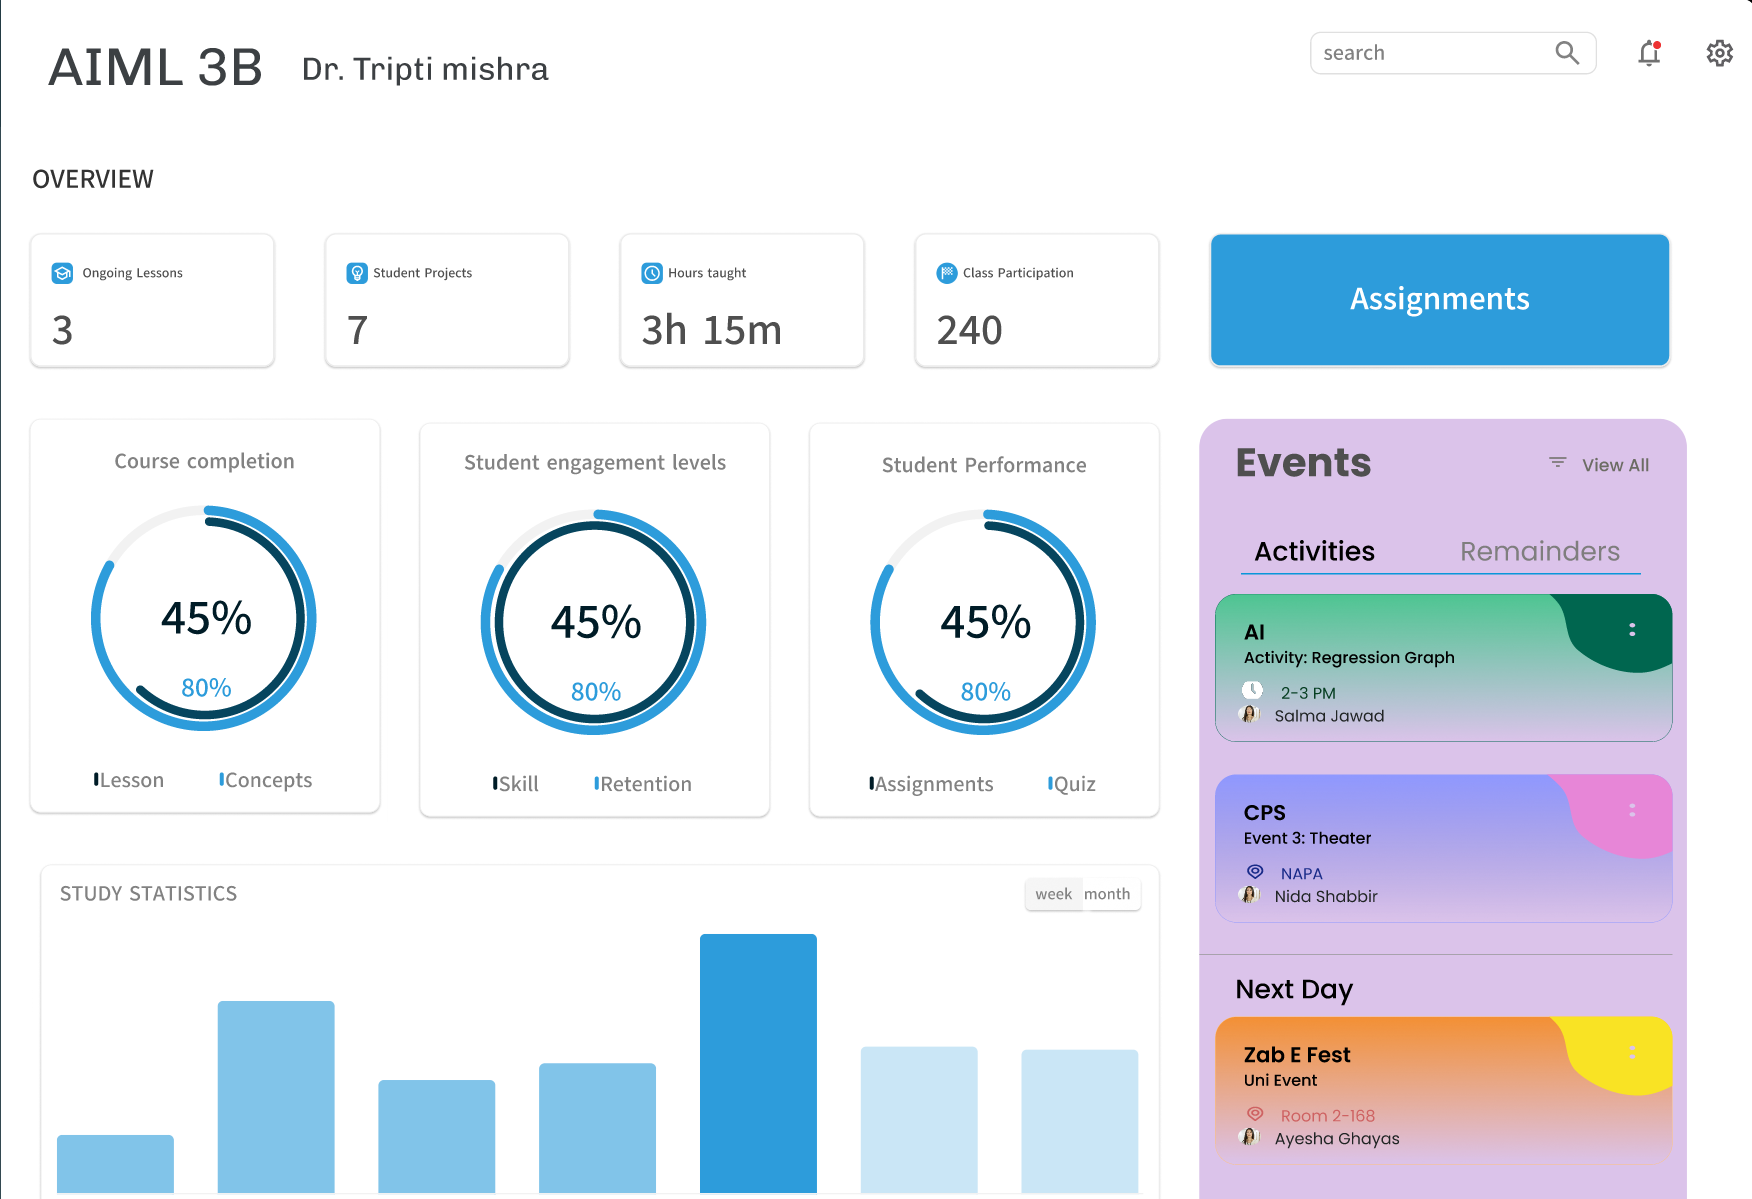 AIML 3B
Dr. Tripti mishra
search
OVERVIEW
Ongoing Lessons
3
Student Projects
7
Hours taught
3h 15m
Class Participation
240
Assignments
Course completion
45%
80%
Lesson
Concepts
Student engagement levels
45%
80%
Skill
Retention
Student Performance
45%
80%
Assignments
Quiz
STUDY STATISTICS
week
month
Events
View All
Activities
Remainders
AI
Activity: Regression Graph
2-3 PM
Salma Jawad
CPS
Event 3: Theater
NAPA
Nida Shabbir
Next Day
Zab E Fest
Uni Event
Room 2-168
Ayesha Ghayas